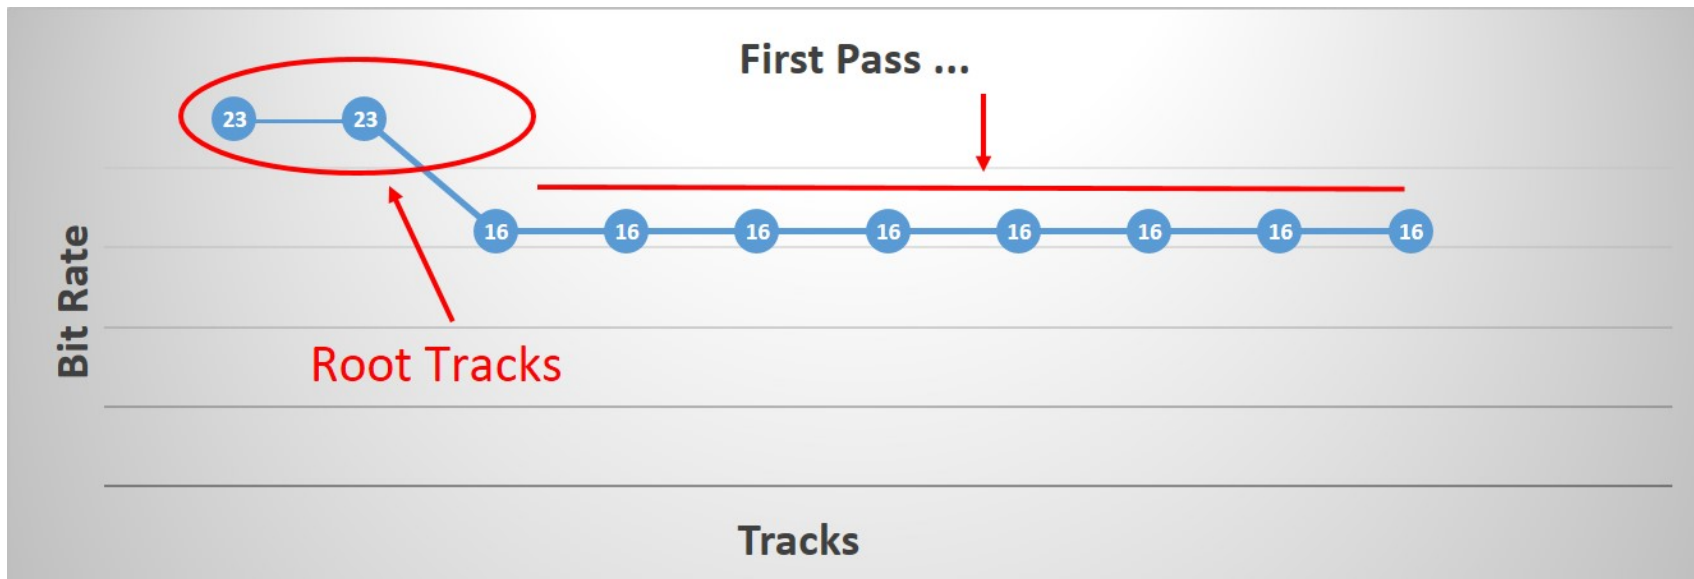 First Pass ...
23 23
16 16 16 16 16 16 16 16
Bit Rate
Root Tracks
Tracks